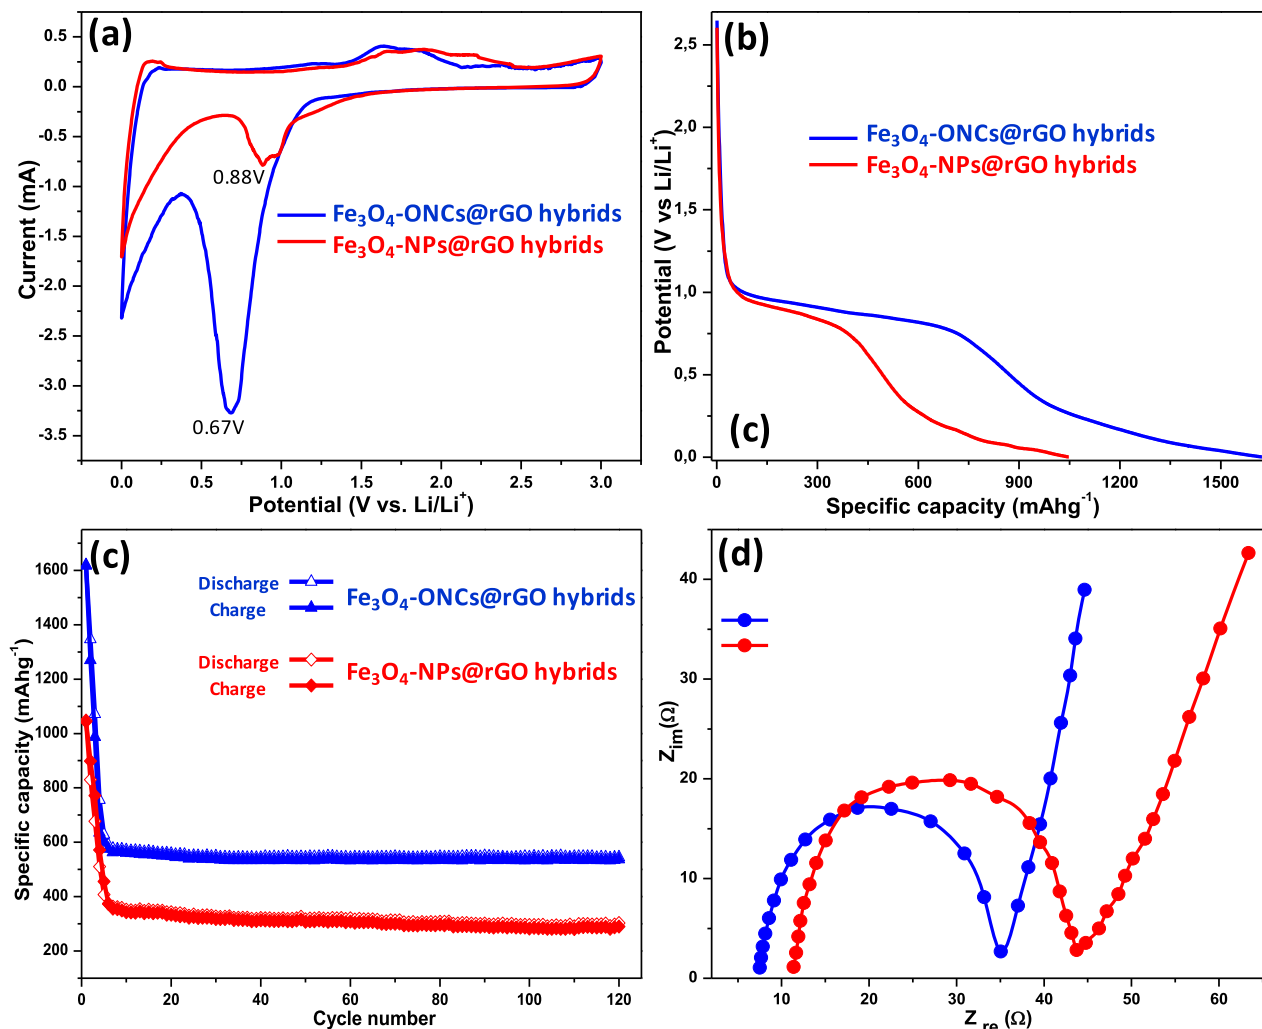 (a)
0.5
0.0
-0.5
-1.0
-1.5
-2.0
-2.5
-3.0
-3.5
Current (mA)
0.88V
0.67V
Fe₃O₄-ONCs@rGO hybrids
Fe₃O₄-NPs@rGO hybrids
0.0 0.5 1.0 1.5 2.0 2.5 3.0
Potential (V vs. Li/Li⁺)
(b)
2,5
2,0
1,5
1,0
0,5
0,0
Potential (V vs Li/Li⁺)
Fe₃O₄-ONCs@rGO hybrids
Fe₃O₄-NPs@rGO hybrids
(c)
0 300 600 900 1200 1500
Specific capacity (mAhg⁻¹)
(c)
1600
1400
1200
1000
800
600
400
200
Specific capacity (mAhg⁻¹)
Discharge
Charge
Fe₃O₄-ONCs@rGO hybrids
Discharge
Charge
Fe₃O₄-NPs@rGO hybrids
0 20 40 60 80 100 120
Cycle number
(d)
40
30
20
10
0
Zim(Ω)
10 20 30 40 50 60
Z re (Ω)